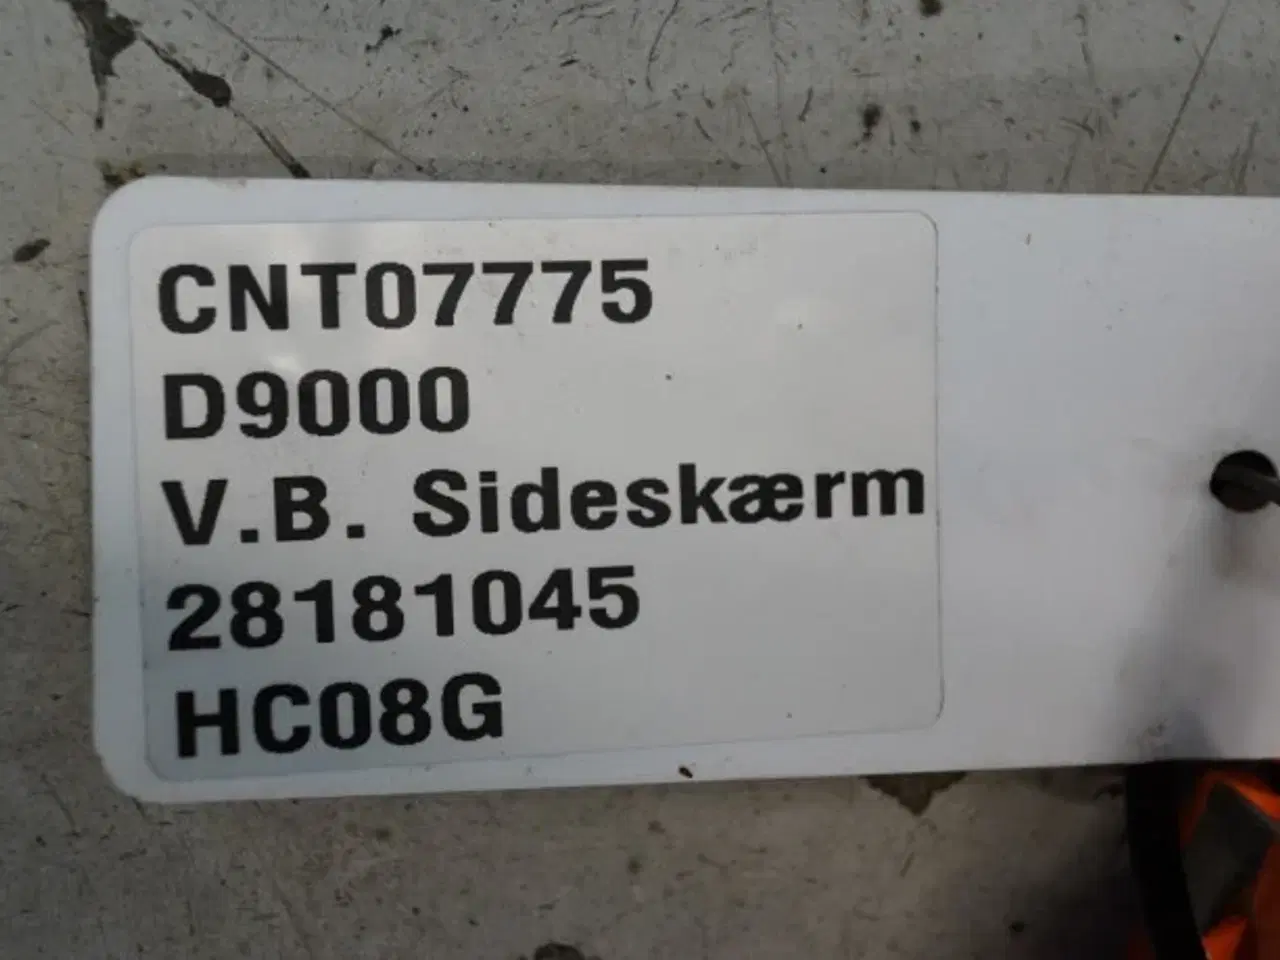 CNT07775
D9000
V.B. Sideskærm
28181045
HC08G